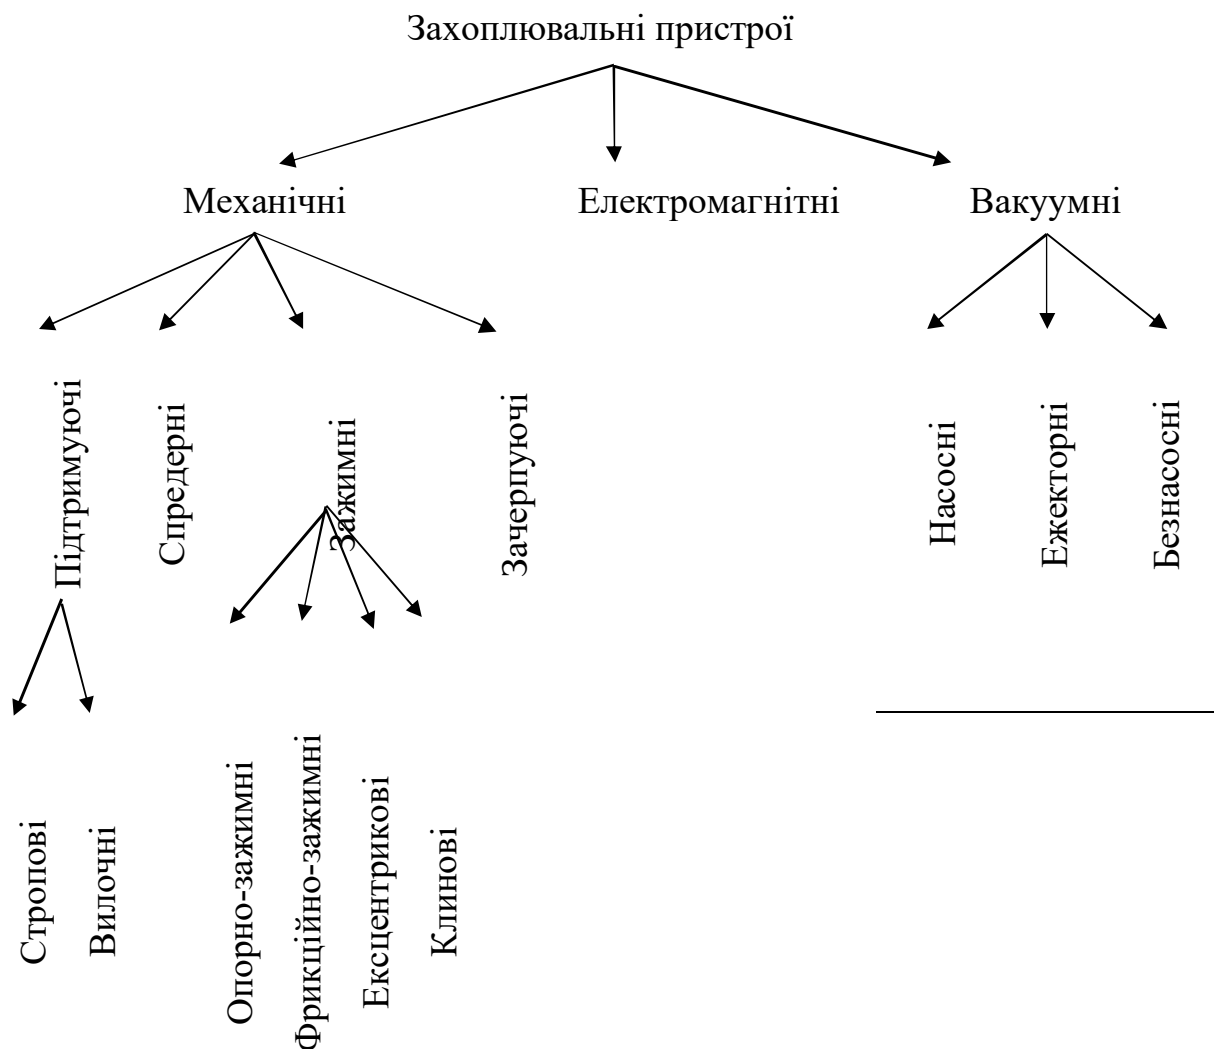 Захоплювальні пристрої
Механічні
Електромагнітні
Вакуумні
Підтримуючі
Спредерні
Зажимні
Зачерпуючі
Насосні
Ежекторні
Безнасосні
Стропові
Вилочні
Опорно-зажимні
Фрикційно-зажимні
Ексцентрикові
Клинові